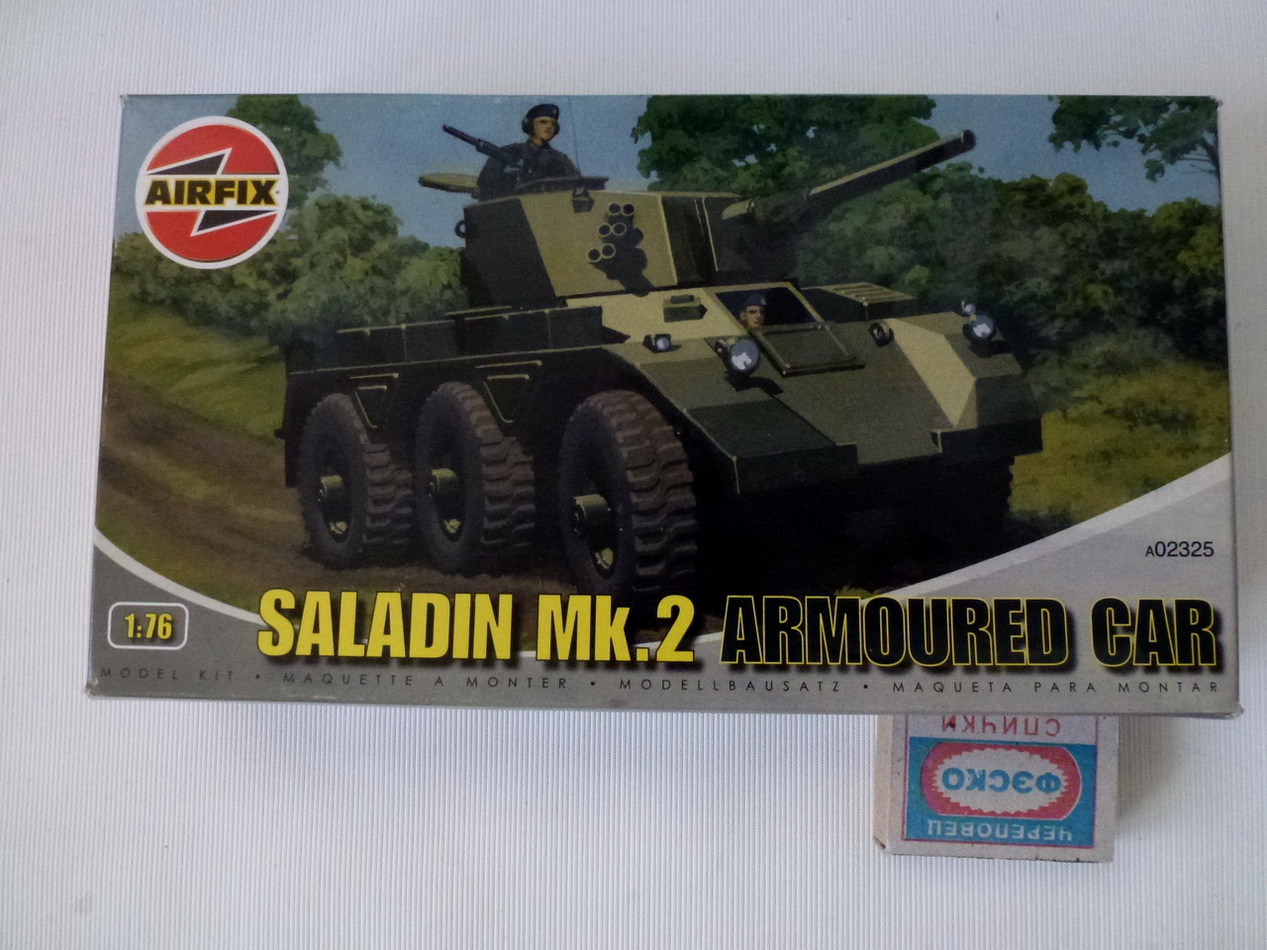 AIRFIX
A02325
1:76
SALADIN Mk.2 ARMOURED CAR
MODEL KIT • MAQUETTE A MONTER • MODELLBAUSATZ • MAQUETA PARA MONTAR
ЧЕРЕПОВЕЦ
ФЭСКО
СПИЧКИ